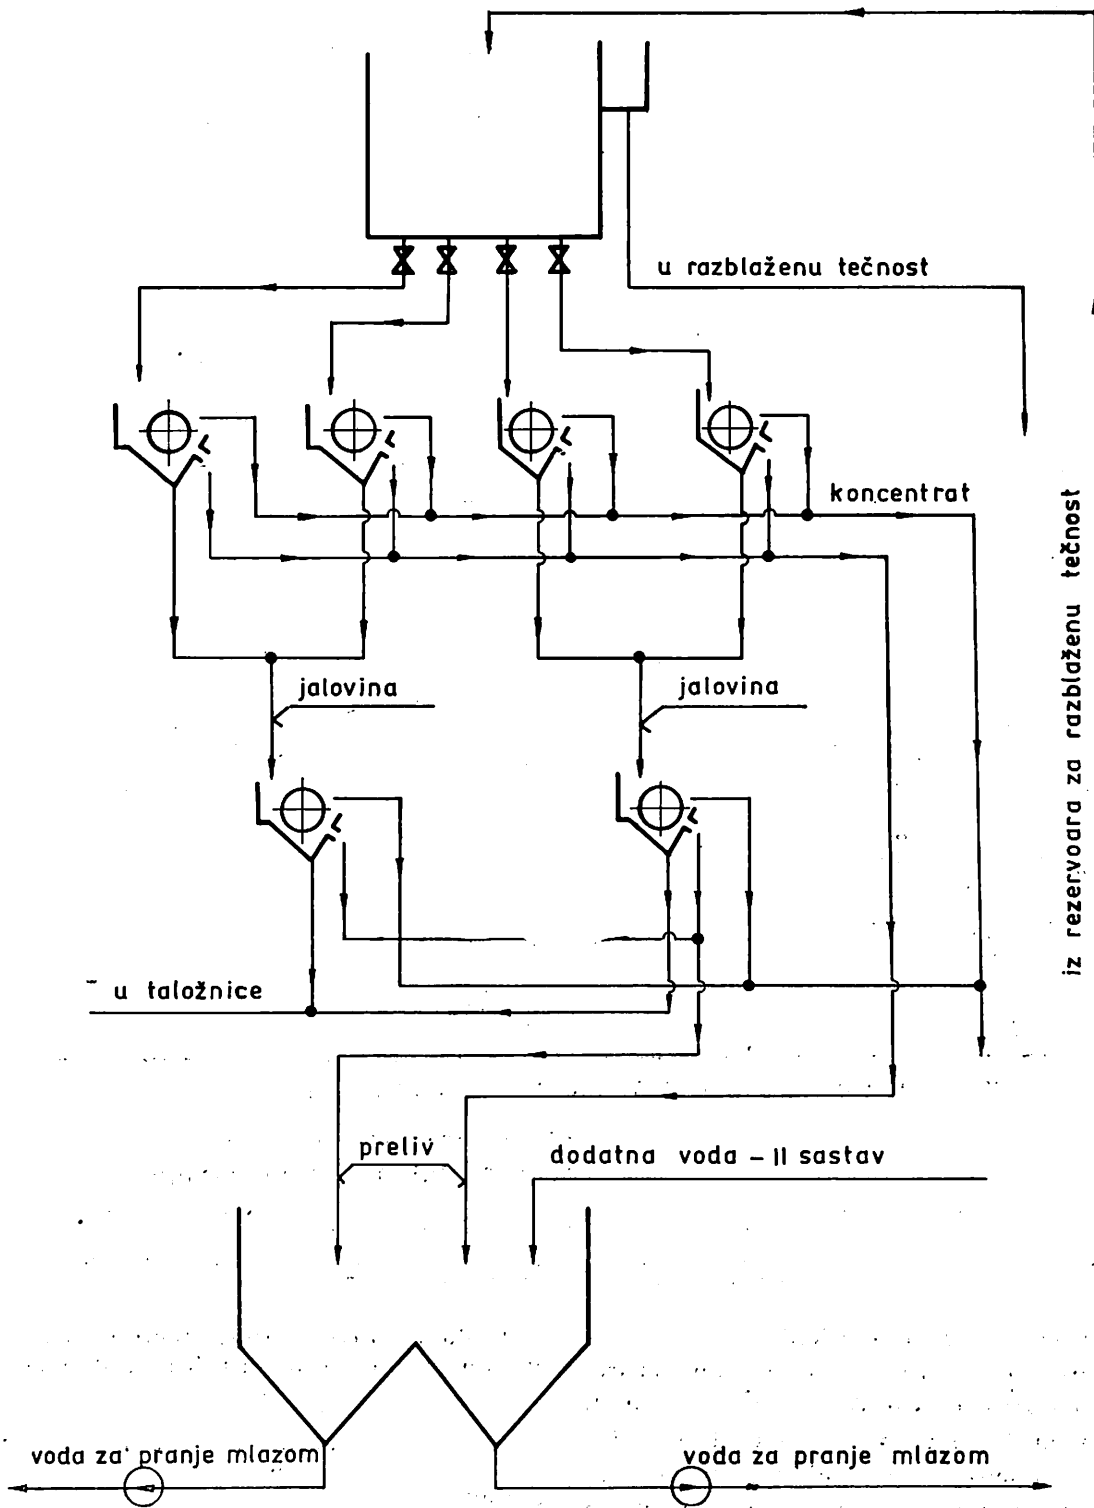 u razblaženu tečnost
koncentrat
iz rezervoara za razblaženu tečnost
jalovina
jalovina
u taložnice
preliv
dodatna voda – II sastav
voda za pranje mlazom
voda za pranje mlazom